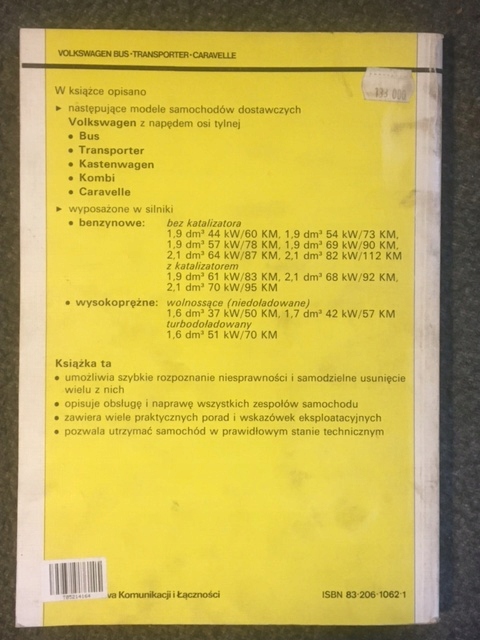 VOLKSWAGEN BUS-TRANSPORTER-CARAVELLE
W książce opisano
► następujące modele samochodów dostawczych
Volkswagen z napędem osi tylnej
● Bus
● Transporter
● Kastenwagen
● Kombi
● Caravelle
► wyposażone w silniki
● benzynowe: bez katalizatora
1,9 dm³ 44 kW/60 KM, 1,9 dm³ 54 kW/73 KM,
1,9 dm³ 57 kW/78 KM, 1,9 dm³ 69 kW/90 KM,
2,1 dm³ 64 kW/87 KM, 2,1 dm³ 82 kW/112 KM
z katalizatorem
1,9 dm³ 61 kW/83 KM, 2,1 dm³ 68 kW/92 KM,
2,1 dm³ 70 kW/95 KM
● wysokoprężne: wolnossące (niedoładowane)
1,6 dm³ 37 kW/50 KM, 1,7 dm³ 42 kW/57 KM
turbodoładowany
1,6 dm³ 51 kW/70 KM
Książka ta
● umożliwia szybkie rozpoznanie niesprawności i samodzielne usunięcie
wielu z nich
● opisuje obsługę i naprawę wszystkich zespołów samochodu
● zawiera wiele praktycznych porad i wskazówek eksploatacyjnych
● pozwala utrzymać samochód w prawidłowym stanie technicznym
va Komunikacji i Łączności
ISBN 83-206-1062-1